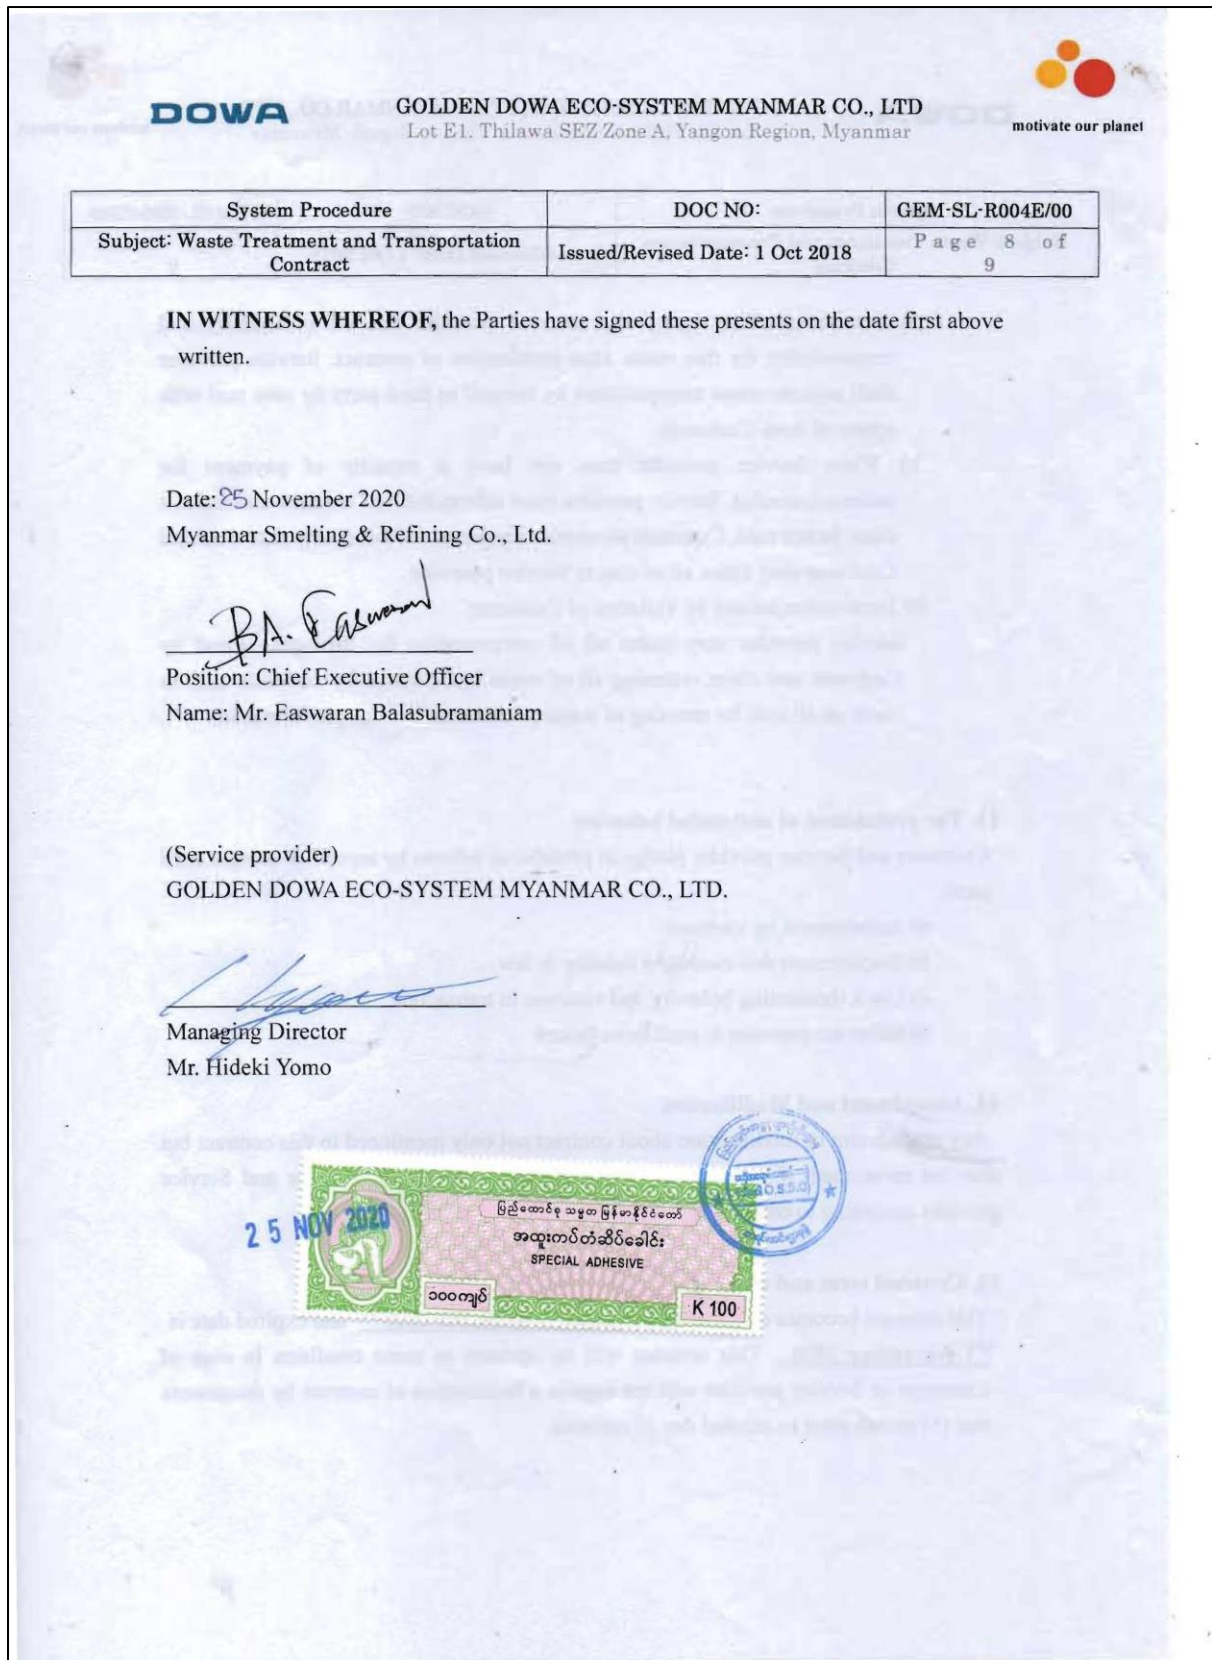 DOWA
GOLDEN DOWA ECO-SYSTEM MYANMAR CO., LTD
Lot E1. Thilawa SEZ Zone A, Yangon Region, Myanmar
motivate our planet
System Procedure
DOC NO:
GEM-SL-R004E/00
Subject: Waste Treatment and Transportation
Contract
Issued/Revised Date: 1 Oct 2018
Page 8 of
9
IN WITNESS WHEREOF, the Parties have signed these presents on the date first above
written.
Date: 25 November 2020
Myanmar Smelting & Refining Co., Ltd.
B.A. Easwaran
Position: Chief Executive Officer
Name: Mr. Easwaran Balasubramaniam
(Service provider)
GOLDEN DOWA ECO-SYSTEM MYANMAR CO., LTD.
Managing Director
Mr. Hideki Yomo
25 NOV 2020
ပြည်ထောင်စု သမ္မတ မြန်မာနိုင်ငံတော်
အထူးကပ်တံဆိပ်ခေါင်း
SPECIAL ADHESIVE
၁၀၀ကျပ်
K 100